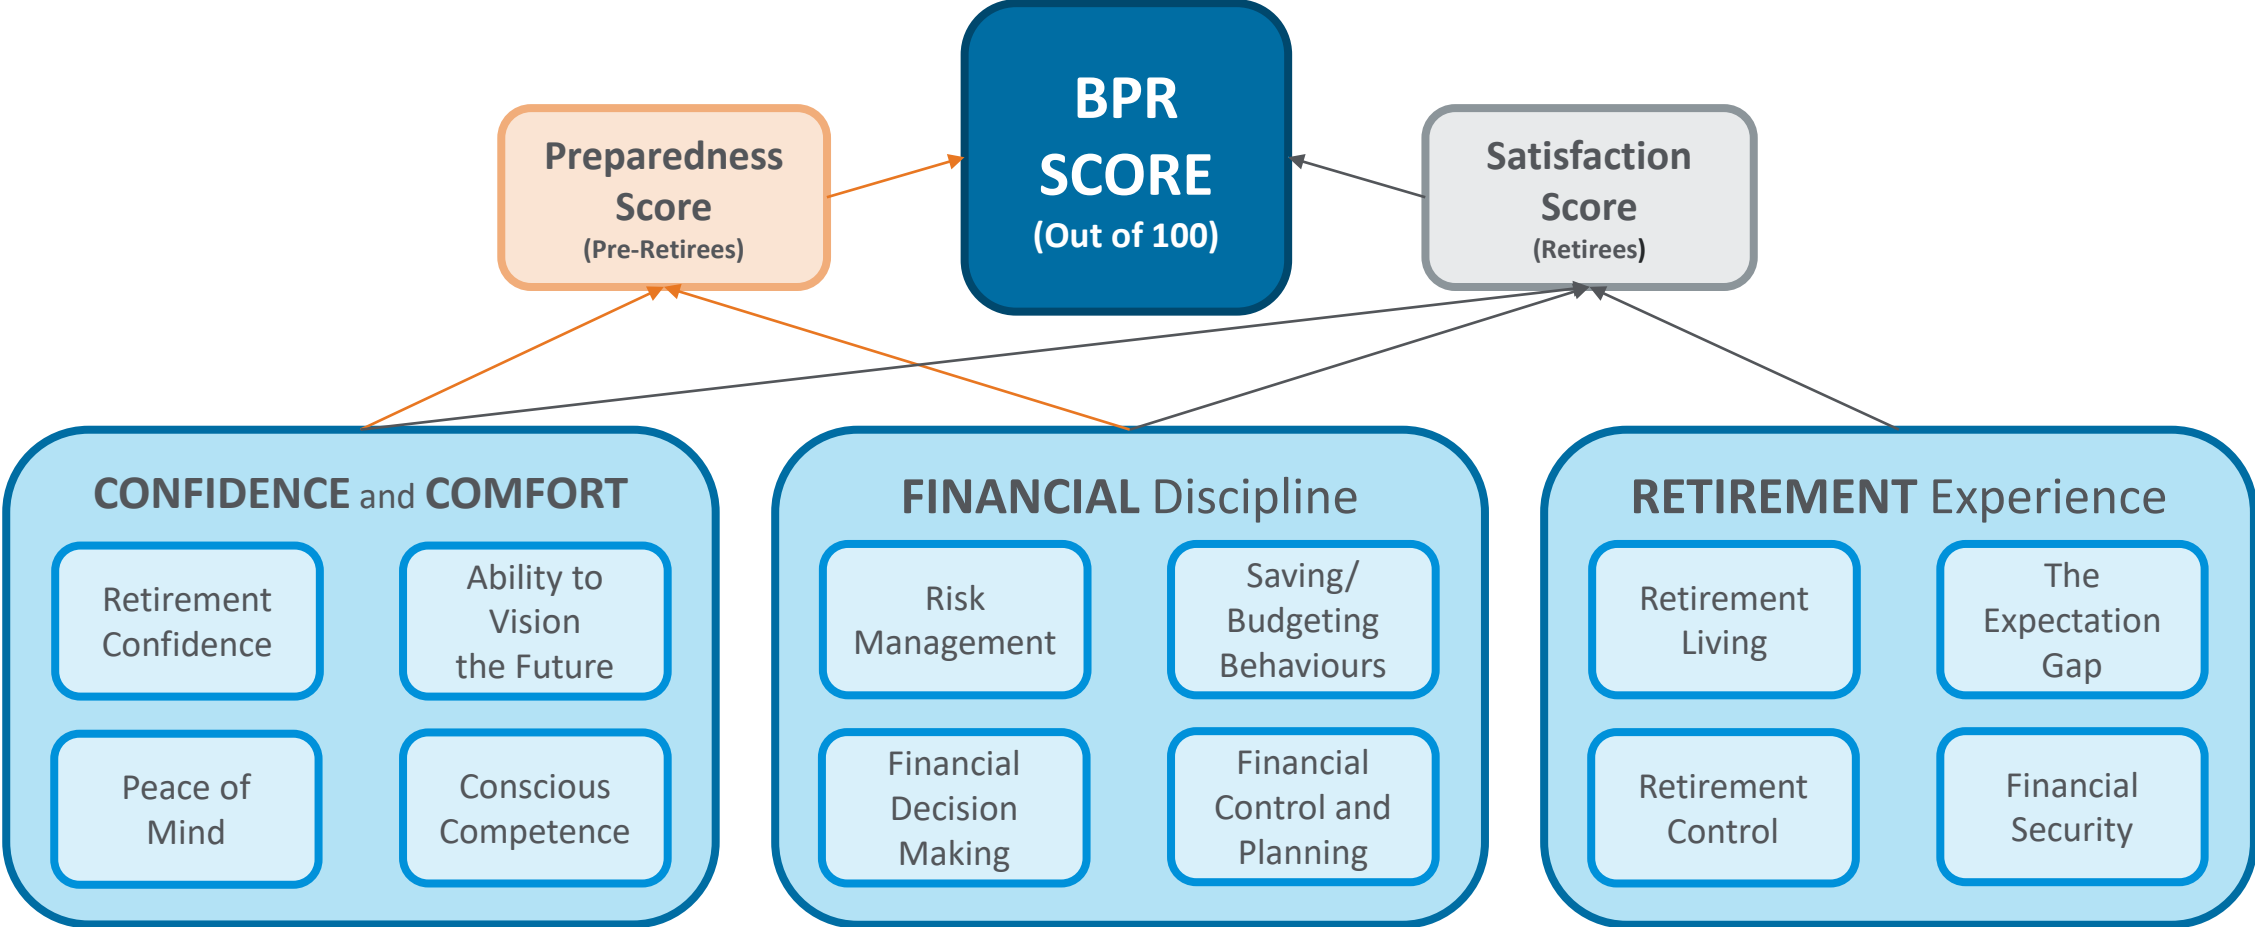 BPR
SCORE
(Out of 100)
Preparedness
Score
(Pre-Retirees)
Satisfaction
Score
(Retirees)
CONFIDENCE and COMFORT
Retirement
Confidence
Ability to
Vision
the Future
Peace of
Mind
Conscious
Competence
FINANCIAL Discipline
Risk
Management
Saving/
Budgeting
Behaviours
Financial
Decision
Making
Financial
Control and
Planning
RETIREMENT Experience
Retirement
Living
The
Expectation
Gap
Retirement
Control
Financial
Security